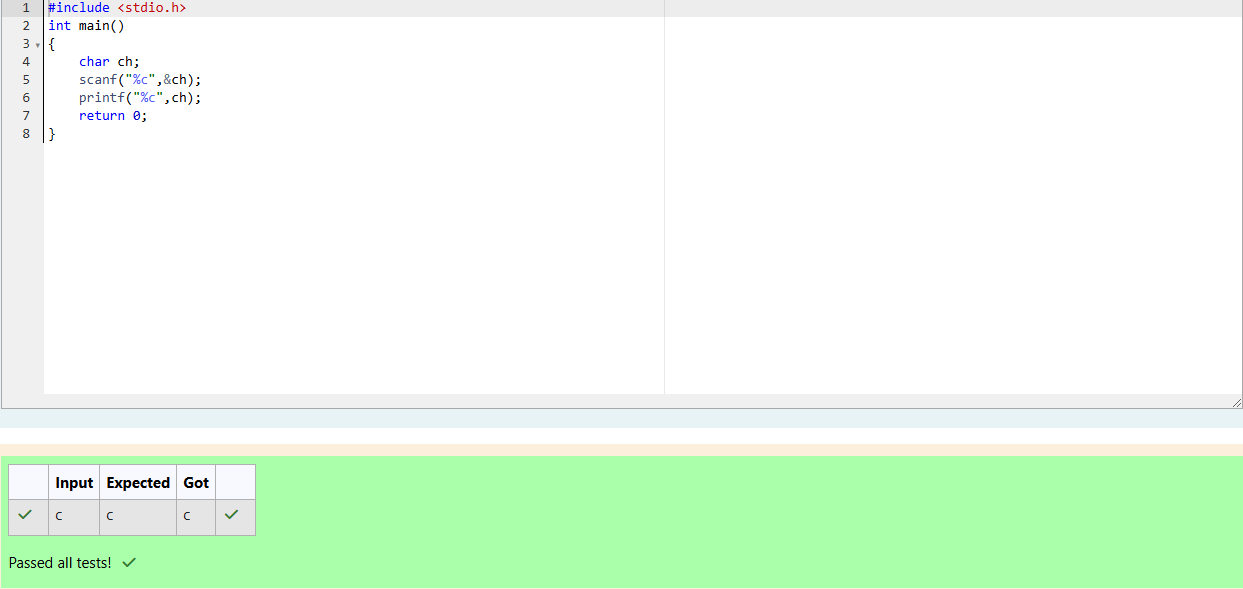 1 #include <stdio.h>
2 int main()
3 {
4     char ch;
5     scanf("%c",&ch);
6     printf("%c",ch);
7     return 0;
8 }
Input Expected Got
c c c
Passed all tests!